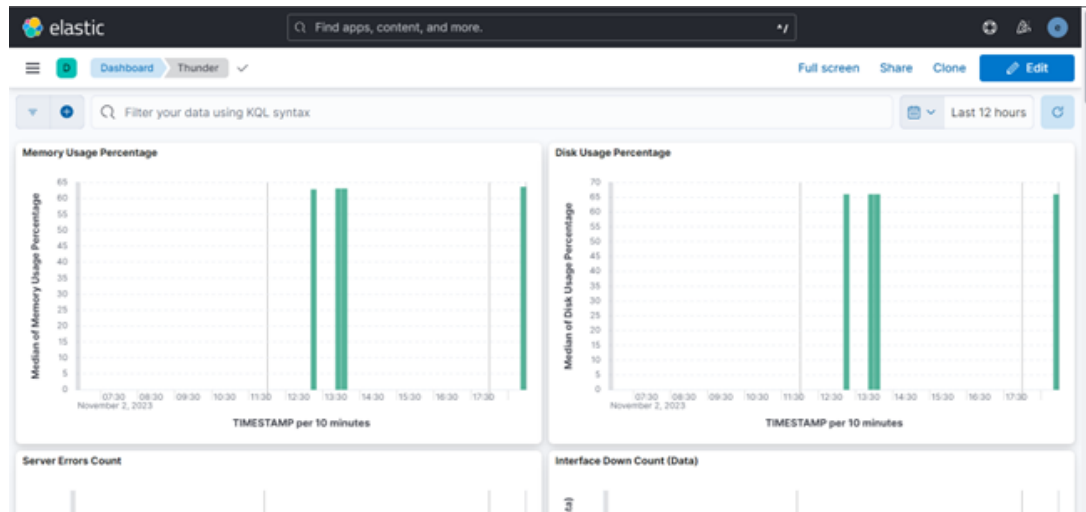 elastic
Find apps, content, and more.
^/
e
D
Dashboard
Thunder
Full screen
Share
Clone
Edit
Filter your data using KQL syntax
Last 12 hours
Memory Usage Percentage
Median of Memory Usage Percentage
65
60
55
50
45
40
35
30
25
20
15
10
5
0
07:30 08:30 09:30 10:30 11:30 12:30 13:30 14:30 15:30 16:30 17:30
November 2, 2023
TIMESTAMP per 10 minutes
Disk Usage Percentage
Median of Disk Usage Percentage
70
65
60
55
50
45
40
35
30
25
20
15
10
5
0
07:30 08:30 09:30 10:30 11:30 12:30 13:30 14:30 15:30 16:30 17:30
November 2, 2023
TIMESTAMP per 10 minutes
Server Errors Count
Interface Down Count (Data)